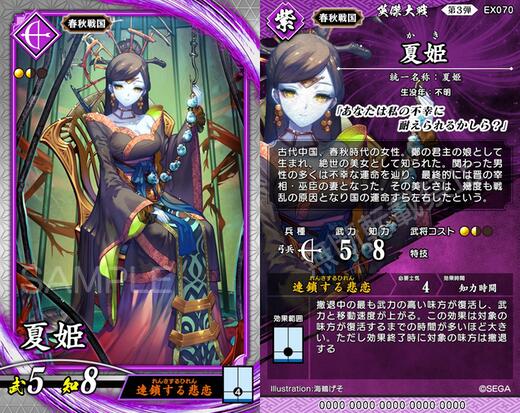 春秋戦国
SAMPLE
夏姫
武5 知8
れんさするひれん
連鎖する悲恋
4
紫
春秋戦国
英傑大戦
第3弾
EX070
かき
夏姫
統一名称：夏姫
生没年：不明
「あなたは私の不幸に
耐えられるかしら？」
古代中国、春秋時代の女性。鄭の君主の娘として
生まれ、絶世の美女として知られた。関わった男
性の多くは不幸な運命を辿り、最終的には晋の宰
相・巫臣の妻となった。その美しさは、幾度も戦
乱の原因となり国の運命すら左右したという。
兵種 武力 知力 武将コスト
弓兵 5 8 特技
れんさするひれん 必要士気 効果時間
連鎖する悲恋 4 知力時間
効果範囲
撤退中の最も武力の高い味方が復活し、武力
と移動速度が上がる。この効果は対象の
味方が復活するまでの時間が多いほど大き
い。ただし効果終了時に対象の味方は撤退
する
Illustration:海鵜げそ
©SEGA
0000 0000 0000 0000 0000